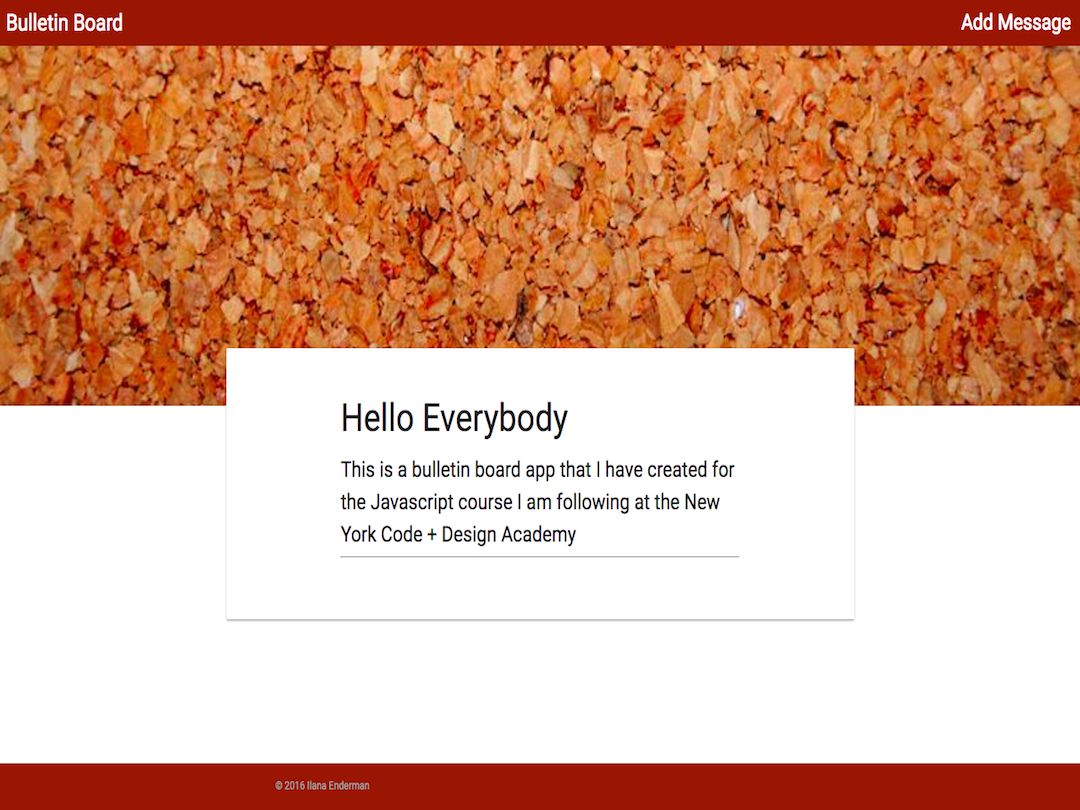 Bulletin Board
Add Message
Hello Everybody
This is a bulletin board app that I have created for
the Javascript course I am following at the New
York Code + Design Academy
© 2016 Ilana Enderman